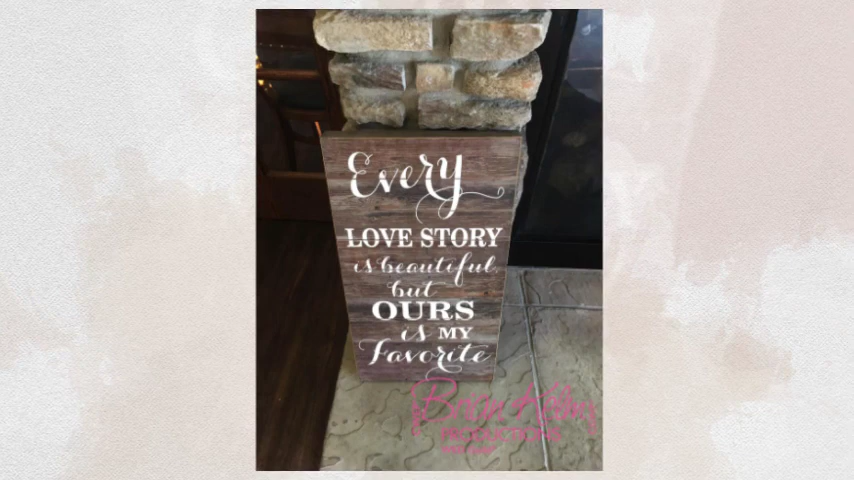 Every
LOVE STORY
is beautiful,
but
OURS
is MY
Favorite
PRODUCTIONS